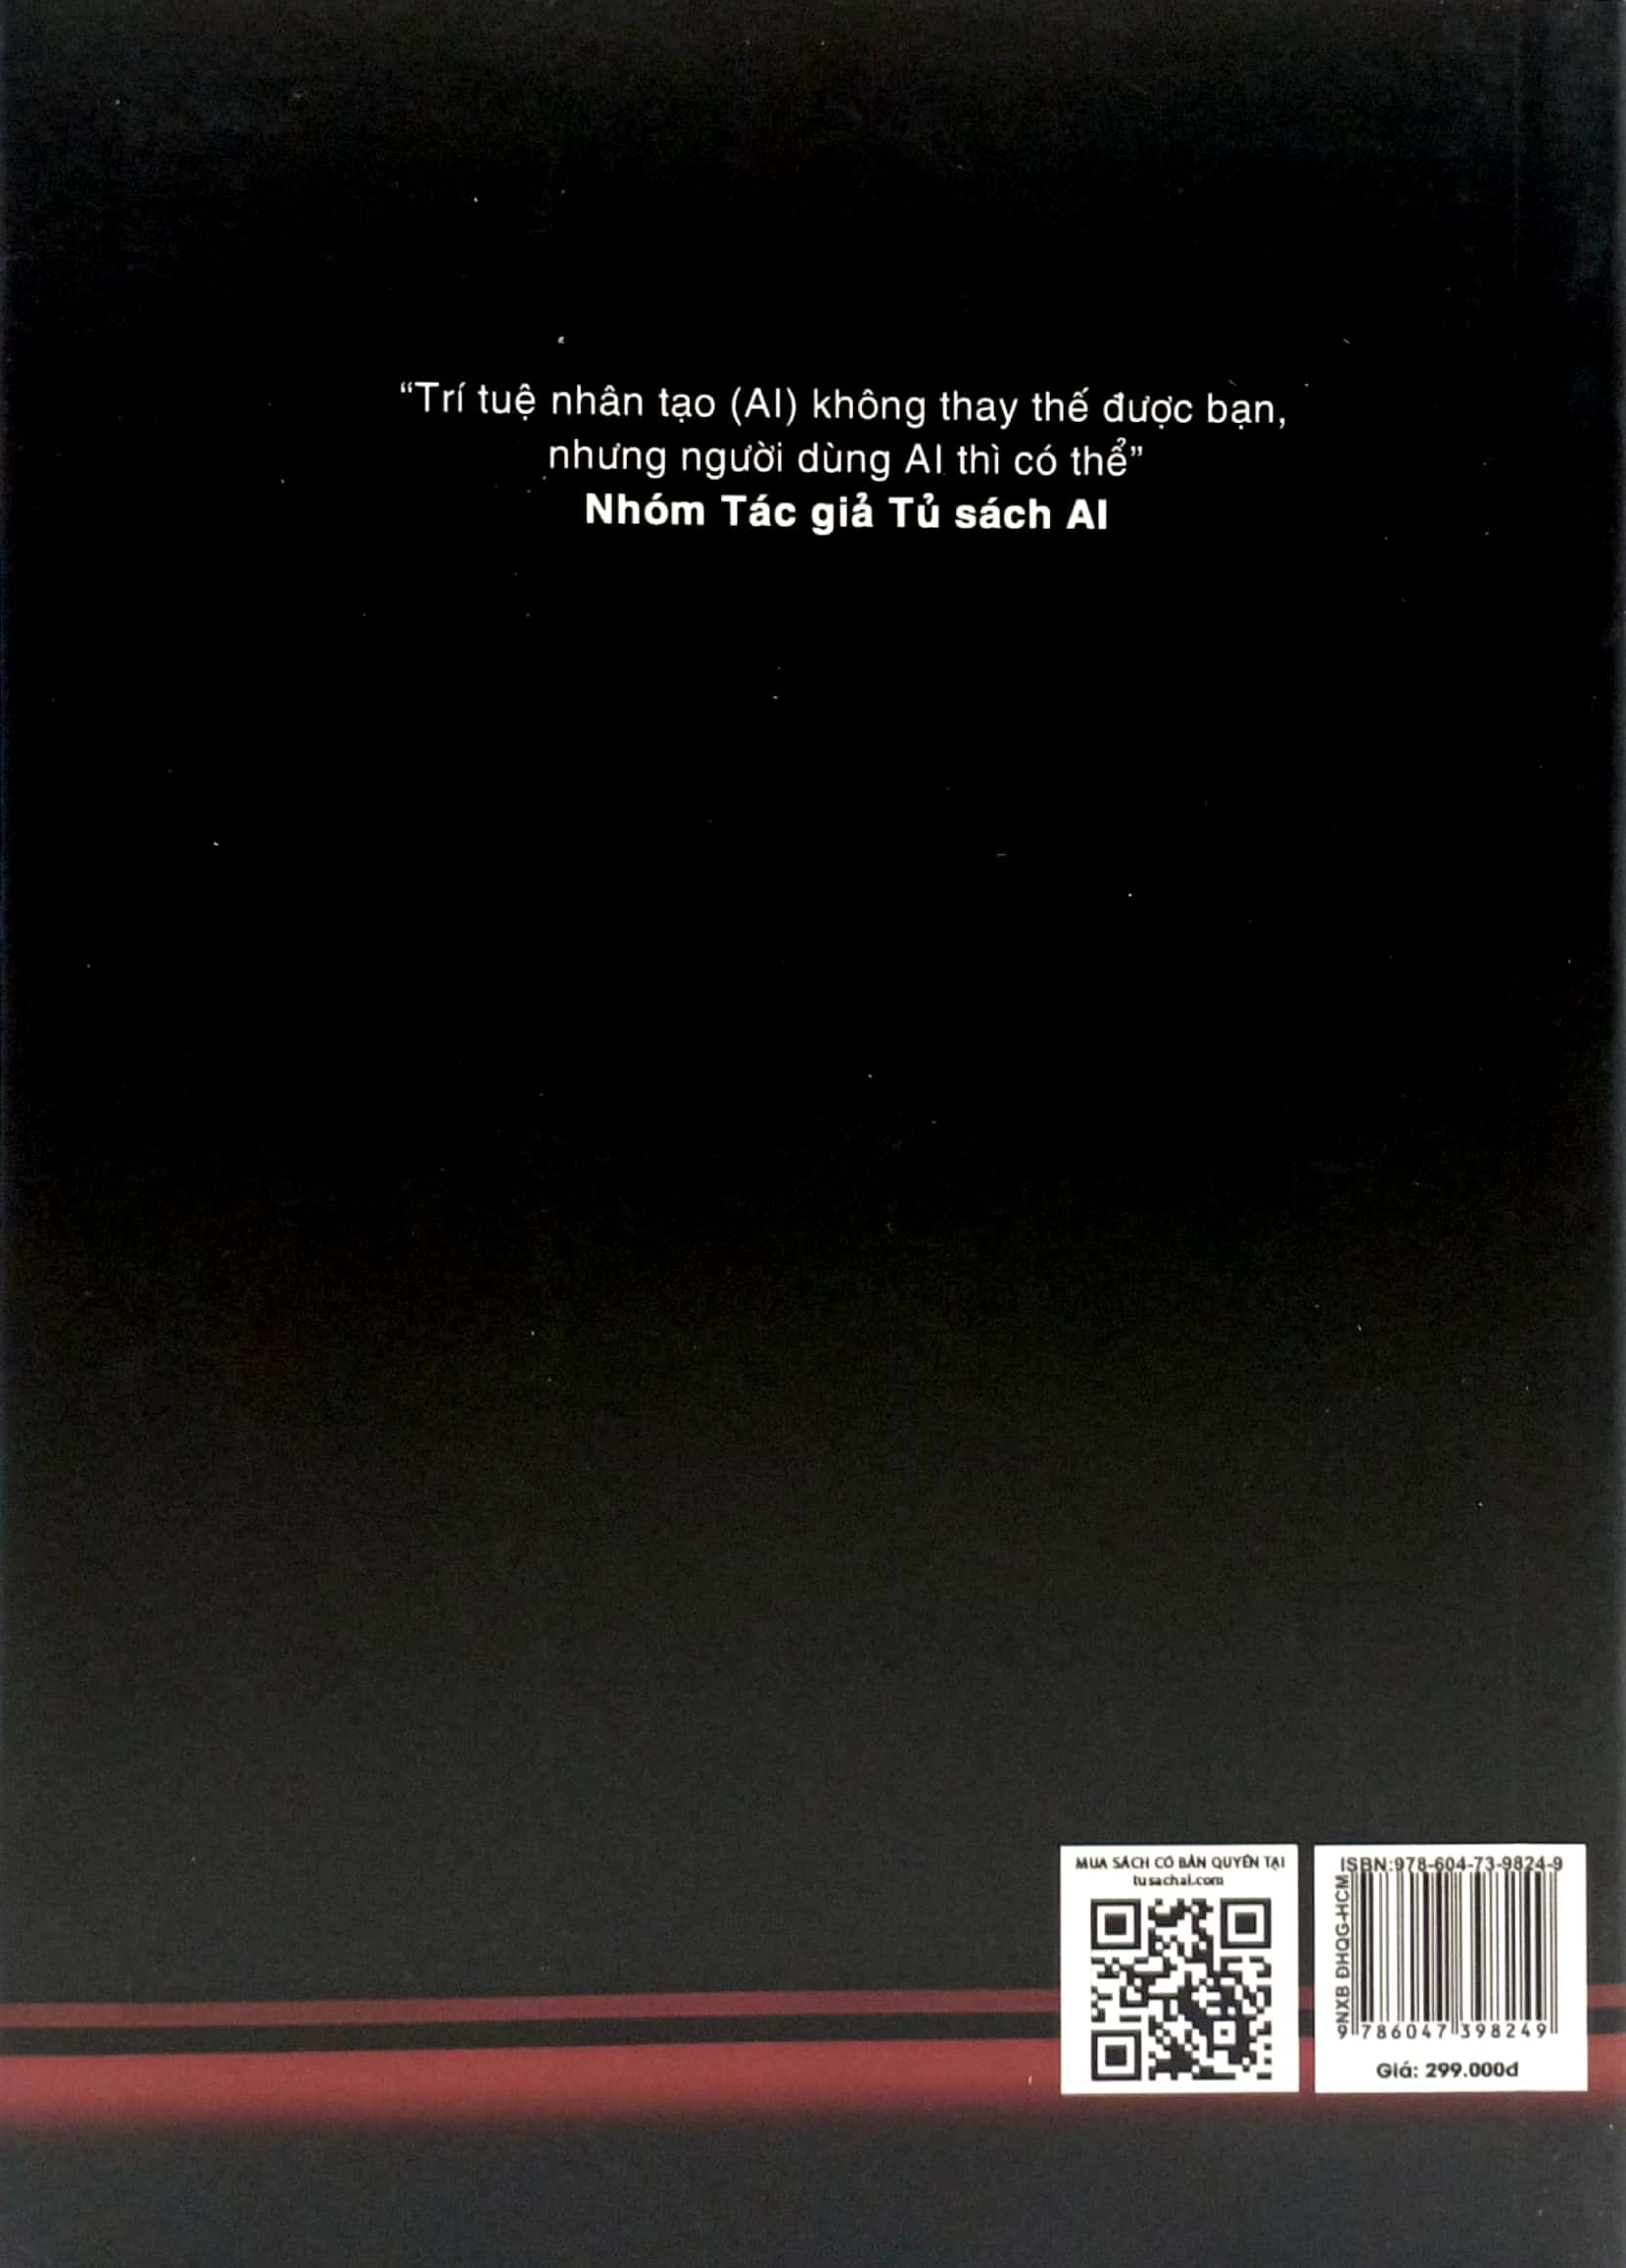 “Trí tuệ nhân tạo (AI) không thay thế được bạn,
nhưng người dùng AI thì có thể”
Nhóm Tác giả Tủ sách AI
MUA SÁCH CÓ BẢN QUYỀN TẠI
tusachai.com
ISBN:978-604-73-9824-9
NXB ĐHQG-HCM
9 786047 398249
Giá: 299.000đ